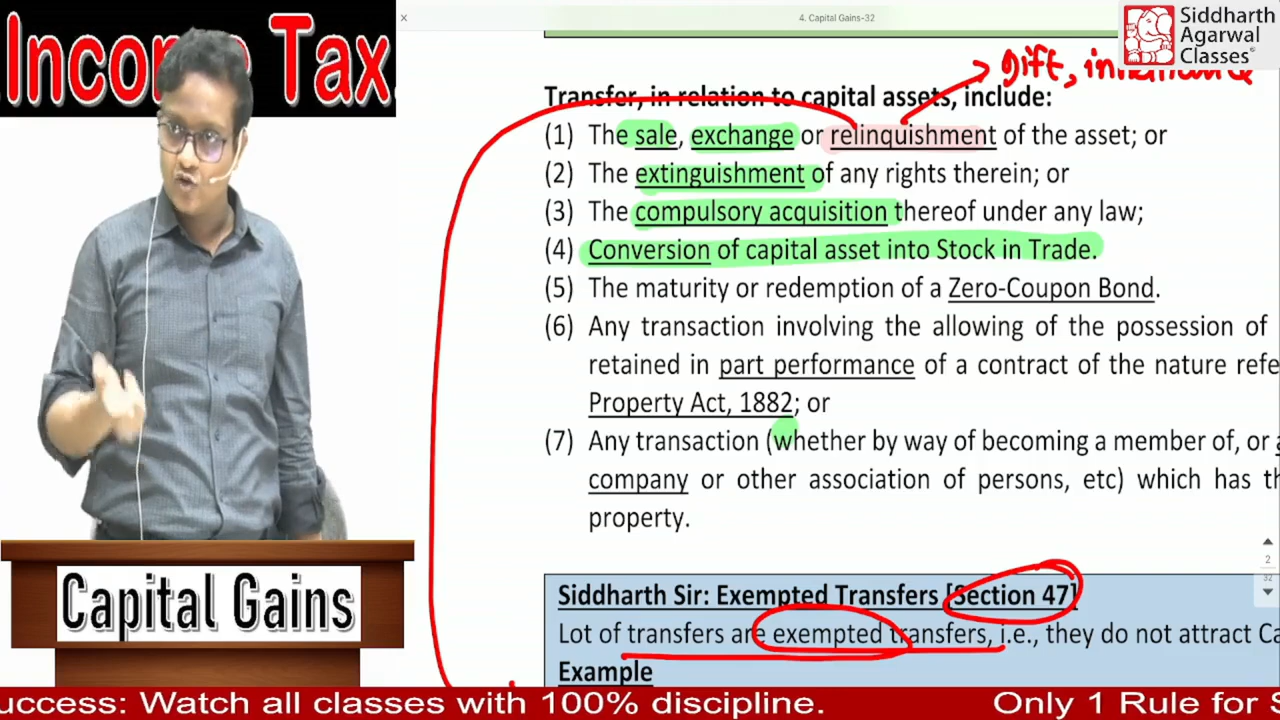 Income Tax.
4. Capital Gains-32
Siddharth
Agarwal
Classes
gift,
Transfer, in relation to capital assets, include:
(1) The sale, exchange or relinquishment of the asset; or
(2) The extinguishment of any rights therein; or
(3) The compulsory acquisition thereof under any law;
(4) Conversion of capital asset into Stock in Trade.
(5) The maturity or redemption of a Zero-Coupon Bond.
(6) Any transaction involving the allowing of the possession of
retained in part performance of a contract of the nature refe
Property Act, 1882; or
(7) Any transaction (whether by way of becoming a member of, or
company or other association of persons, etc) which has th
property.
2
32
Siddharth Sir: Exempted Transfers [Section 47]
Lot of transfers are exempted transfers, i.e., they do not attract Ca
Example
Capital Gains
uccess: Watch all classes with 100% discipline. Only 1 Rule for S